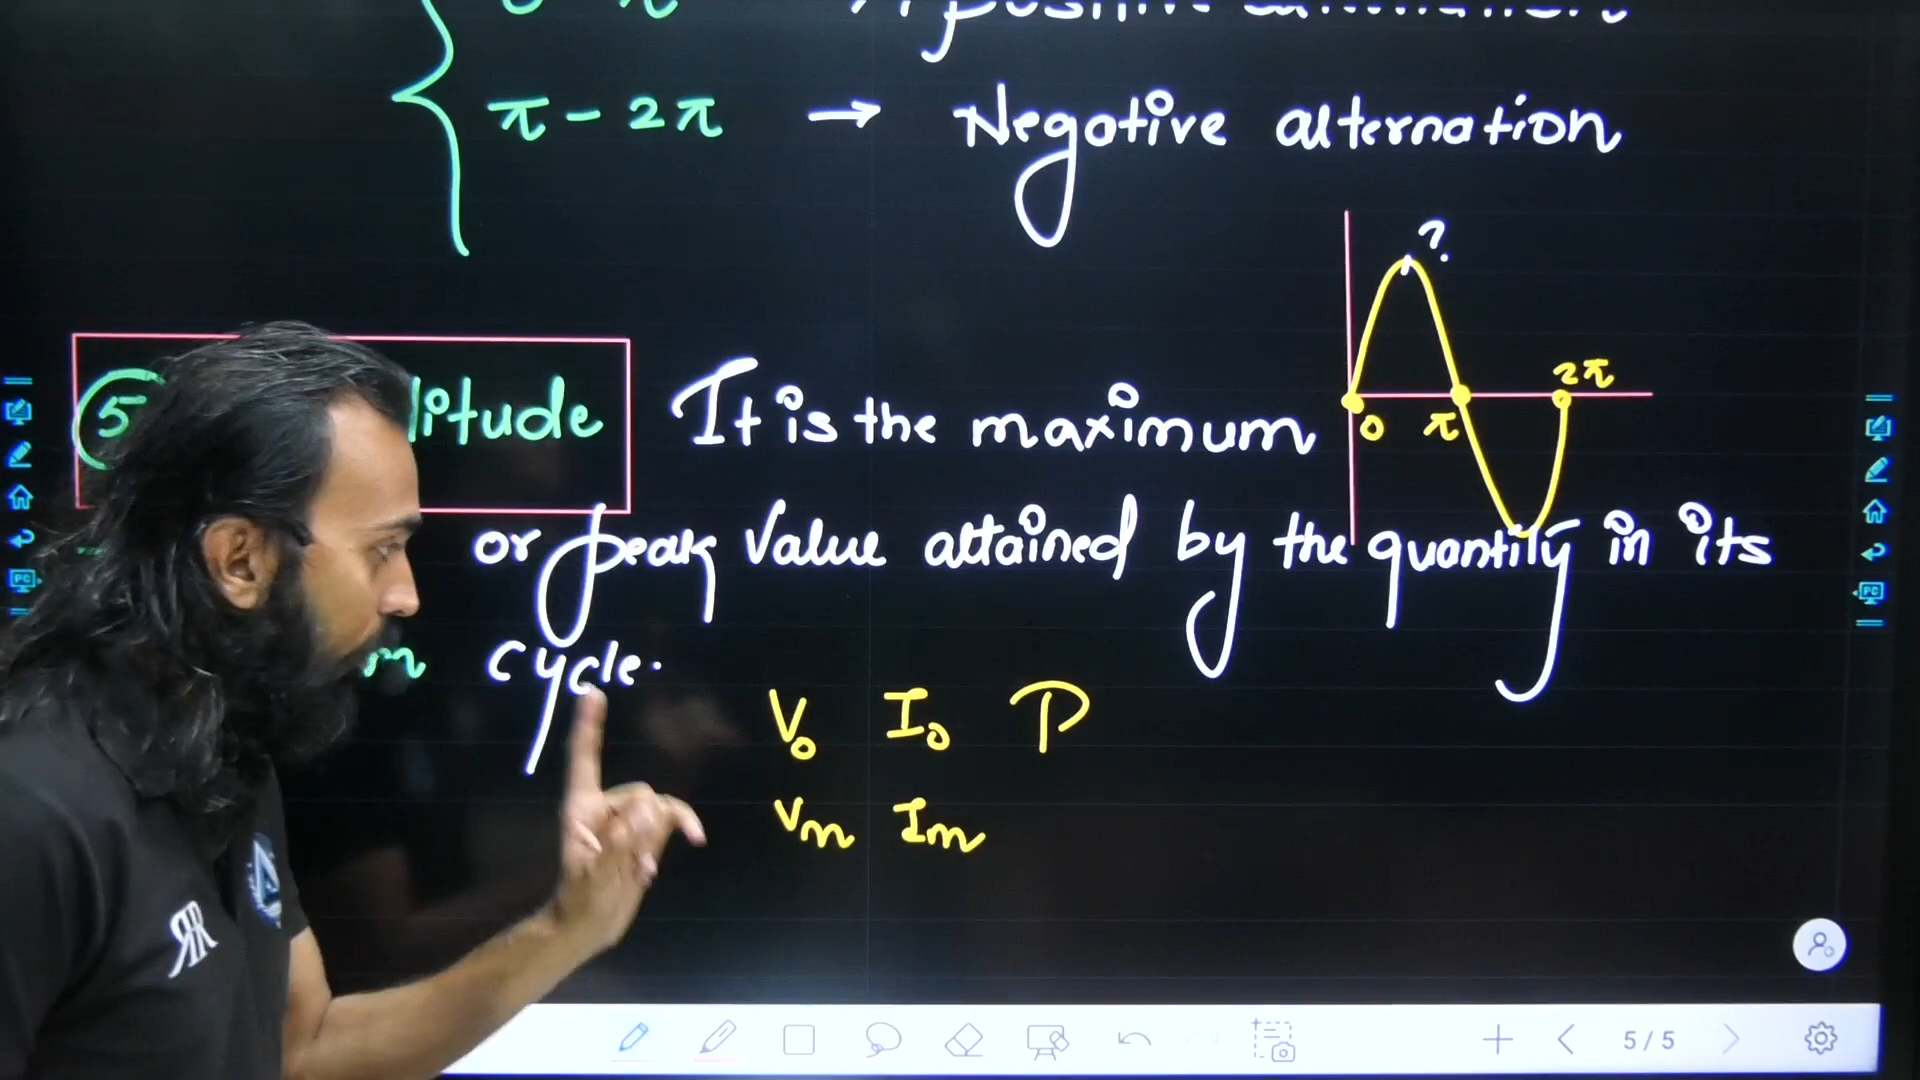 π - 2π → Negative alternation
?
2π
5 litude It is the maximum
0 π
or peak value attained by the quantity in its
m cycle.
V₀ I₀ P
Vm Im
5 / 5